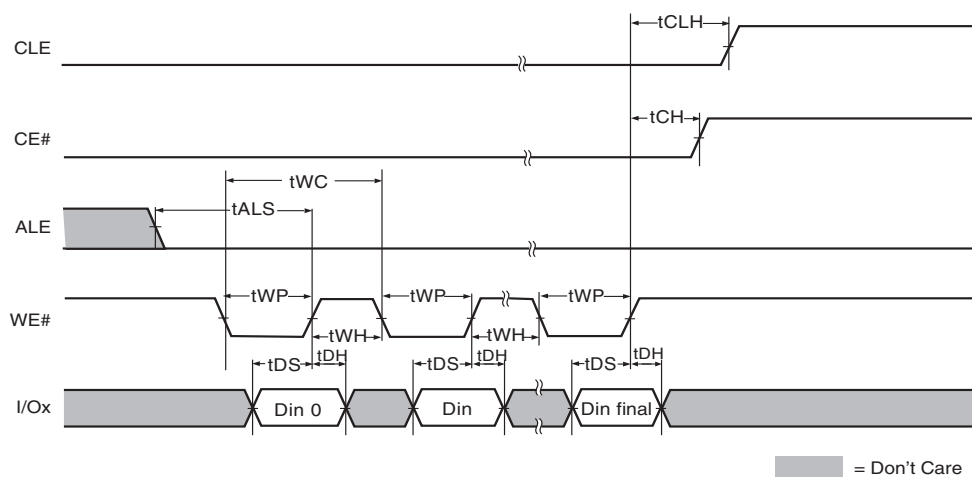 tCLH
CLE
tCH
CE#
tWC
tALS
ALE
tWP tWP tWP
WE#
tWH tWH
tDS tDH tDS tDH tDS tDH
I/Ox Din 0 Din Din final
= Don't Care